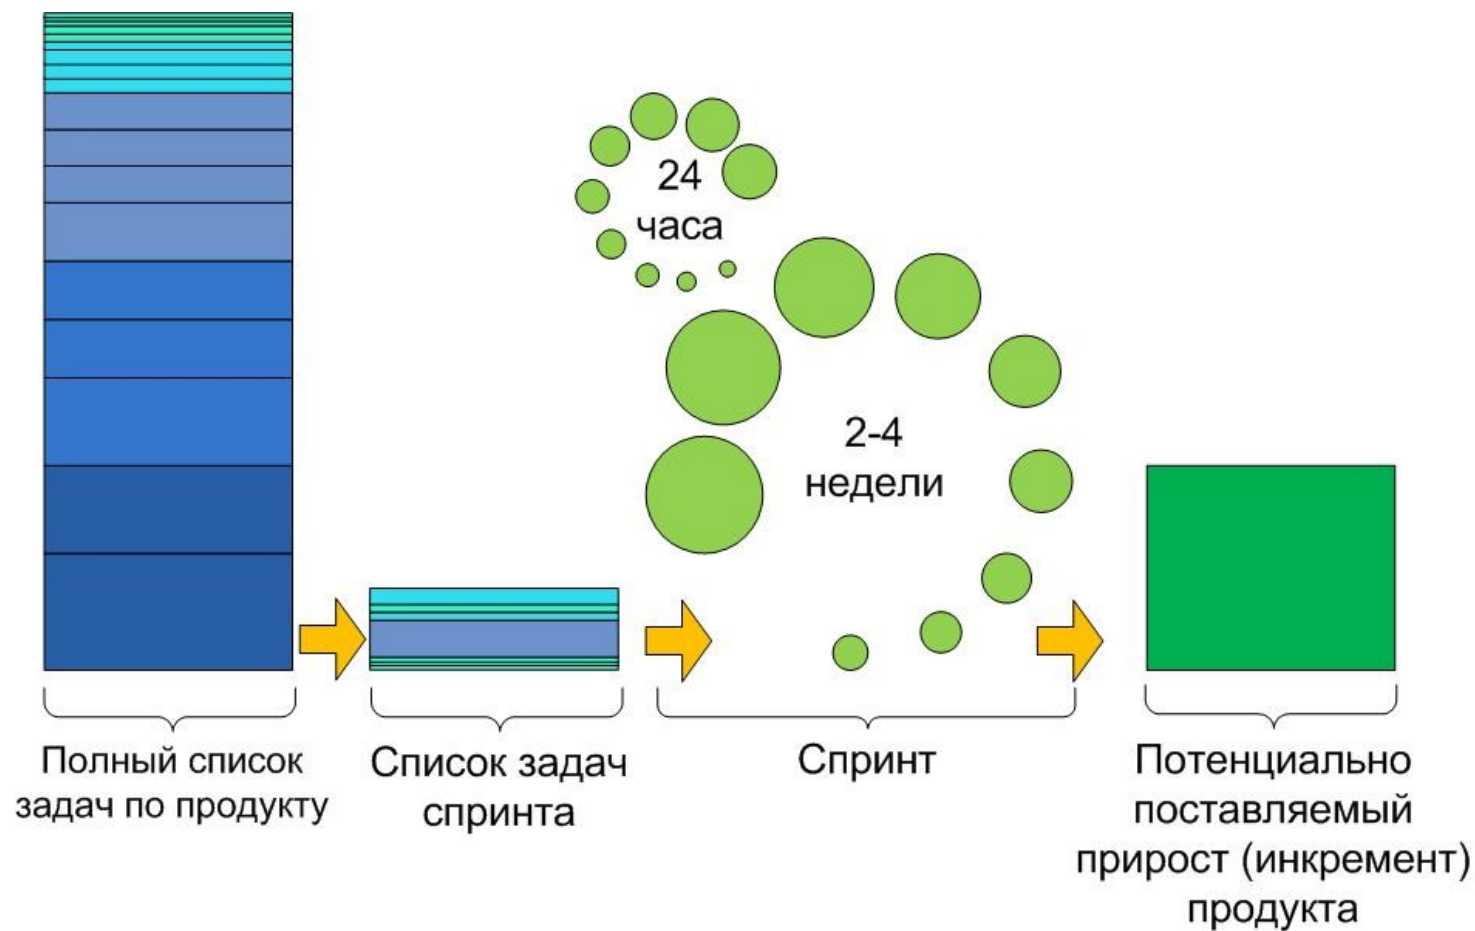 24
часа
2-4
недели
Полный список
задач по продукту
Список задач
спринта
Спринт
Потенциально
поставляемый
прирост (инкремент)
продукта